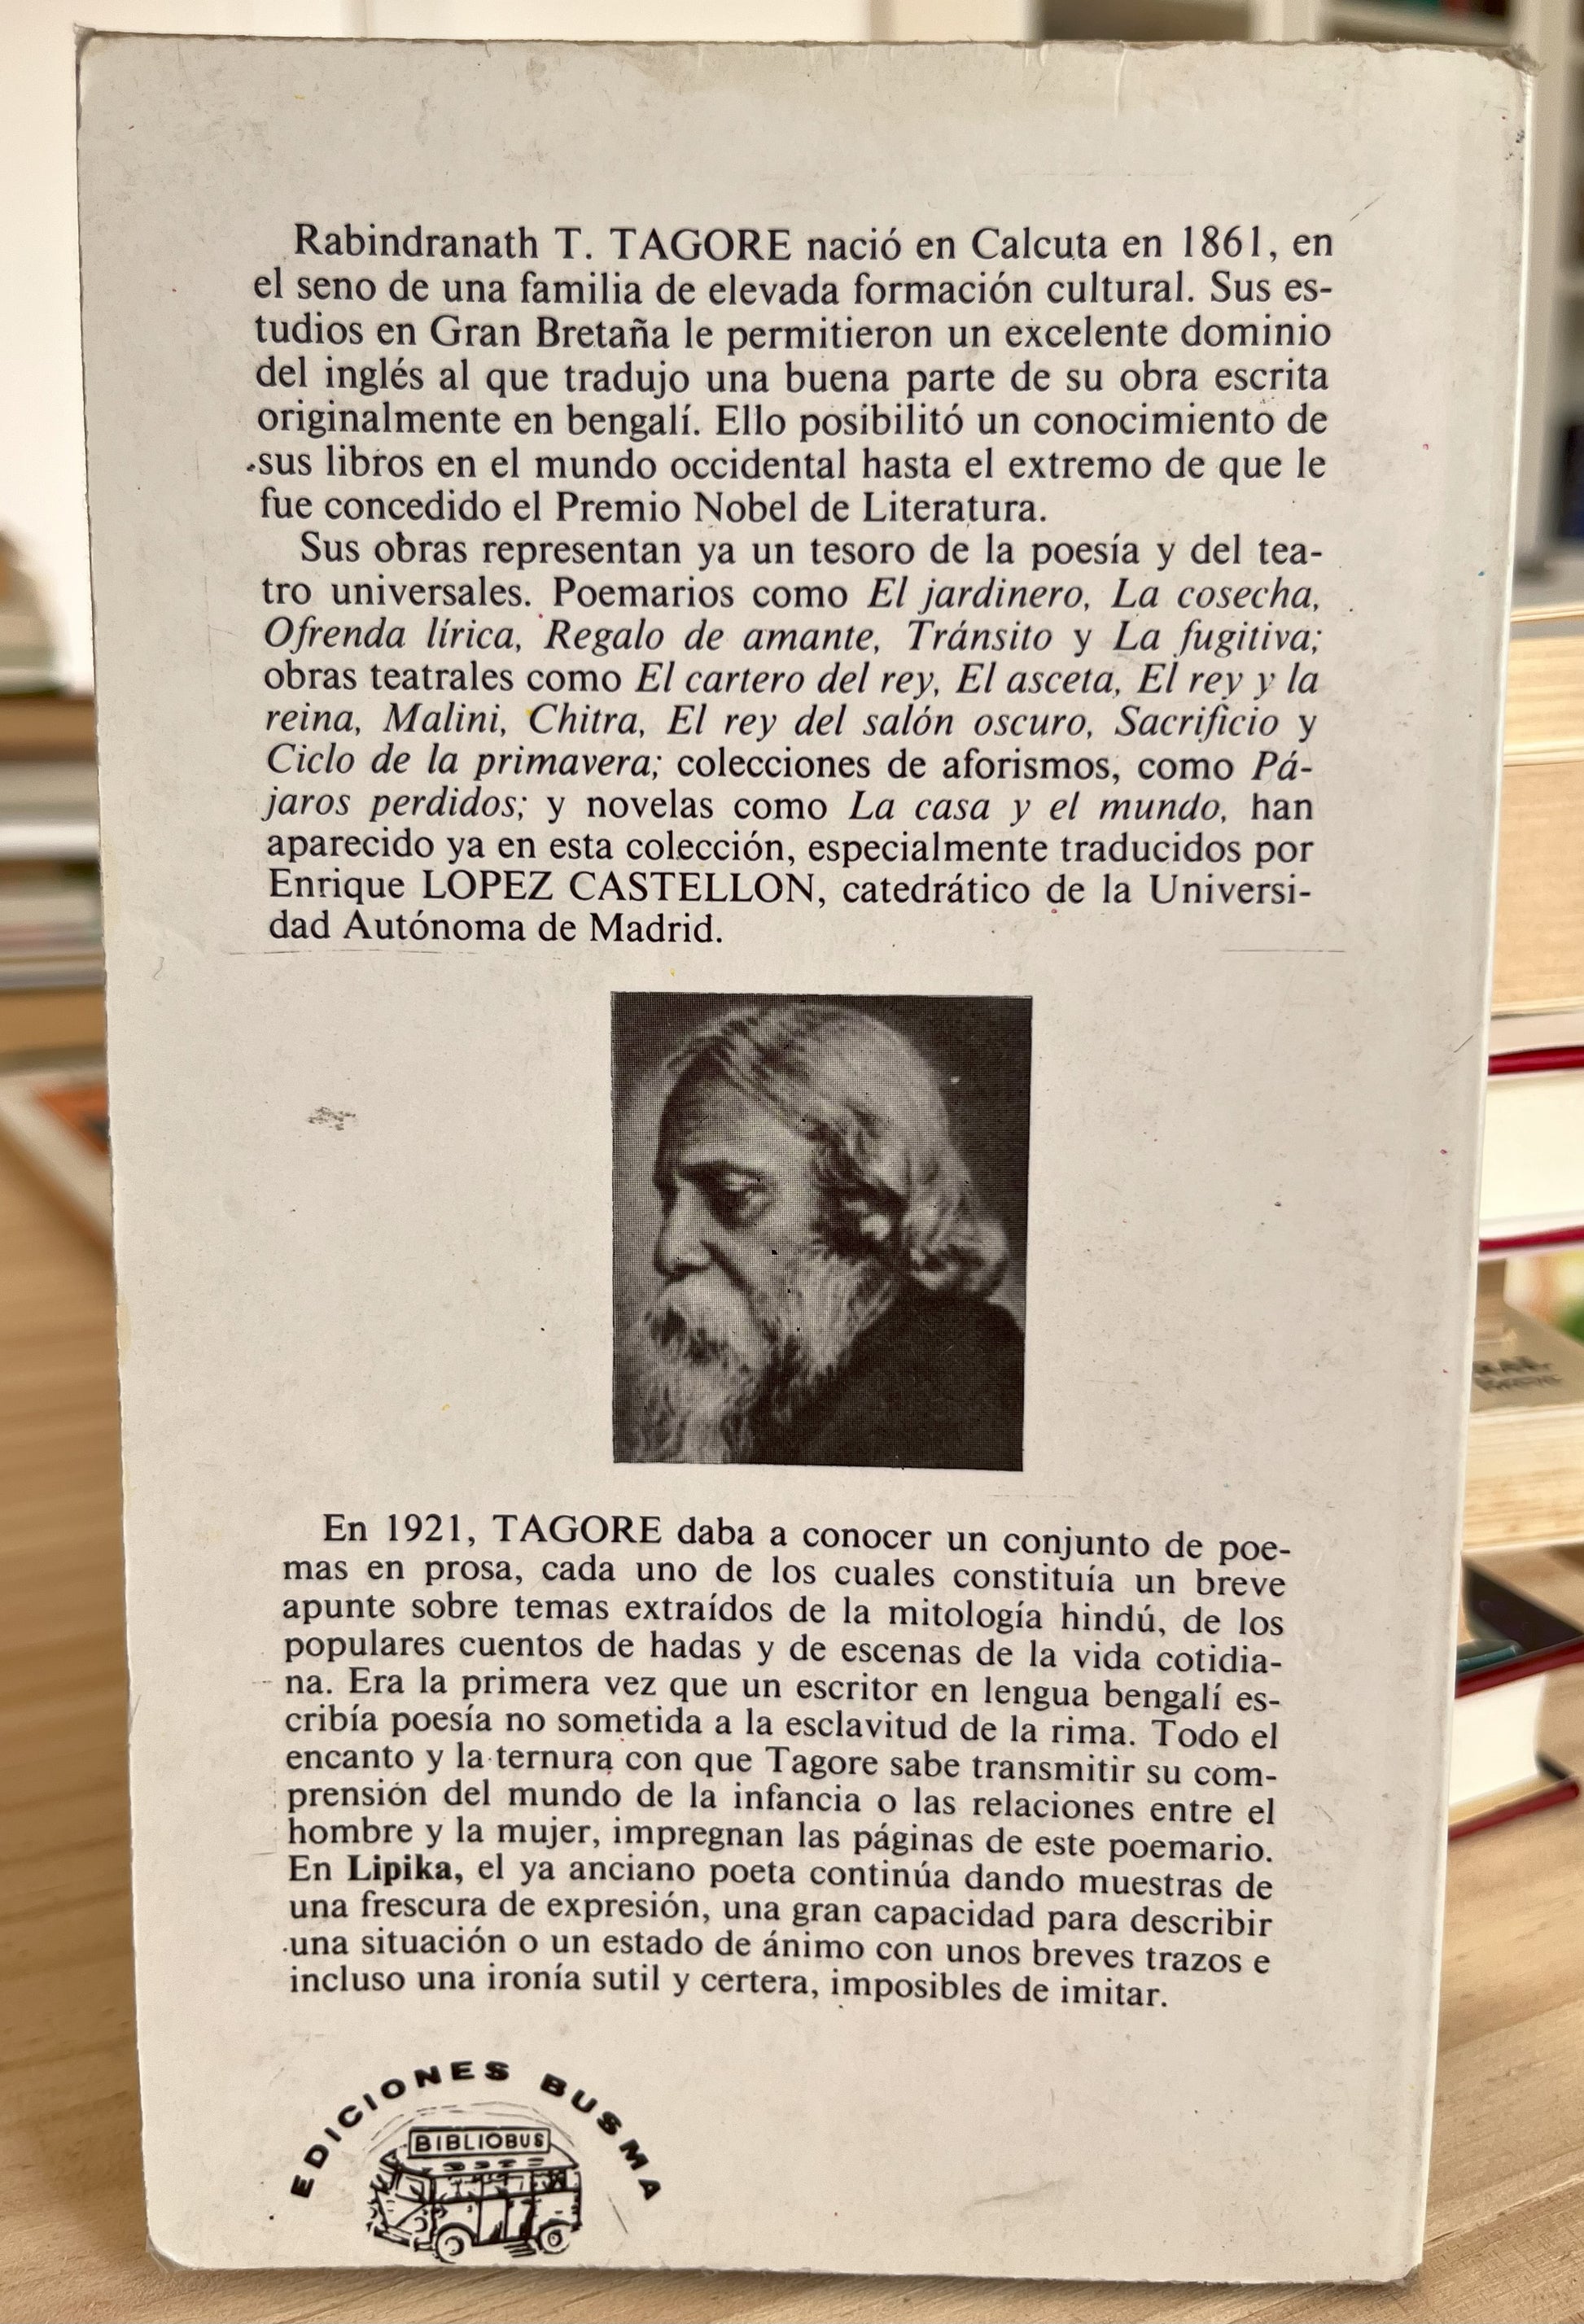 Rabindranath T. TAGORE nació en Calcuta en 1861, en
el seno de una familia de elevada formación cultural. Sus es-
tudios en Gran Bretaña le permitieron un excelente dominio
del inglés al que tradujo una buena parte de su obra escrita
originalmente en bengalí. Ello posibilitó un conocimiento de
sus libros en el mundo occidental hasta el extremo de que le
fue concedido el Premio Nobel de Literatura.
Sus obras representan ya un tesoro de la poesía y del tea-
tro universales. Poemarios como El jardinero, La cosecha,
Ofrenda lírica, Regalo de amante, Tránsito y La fugitiva;
obras teatrales como El cartero del rey, El asceta, El rey y la
reina, Malini, Chitra, El rey del salón oscuro, Sacrificio y
Ciclo de la primavera; colecciones de aforismos, como Pá-
jaros perdidos; y novelas como La casa y el mundo, han
aparecido ya en esta colección, especialmente traducidos por
Enrique LOPEZ CASTELLON, catedrático de la Universi-
dad Autónoma de Madrid.
En 1921, TAGORE daba a conocer un conjunto de poe-
mas en prosa, cada uno de los cuales constituía un breve
apunte sobre temas extraídos de la mitología hindú, de los
populares cuentos de hadas y de escenas de la vida cotidia-
na. Era la primera vez que un escritor en lengua bengalí es-
cribía poesía no sometida a la esclavitud de la rima. Todo el
encanto y la ternura con que Tagore sabe transmitir su com-
prensión del mundo de la infancia o las relaciones entre el
hombre y la mujer, impregnan las páginas de este poemario.
En Lipika, el ya anciano poeta continúa dando muestras de
una frescura de expresión, una gran capacidad para describir
una situación o un estado de ánimo con unos breves trazos e
incluso una ironía sutil y certera, imposibles de imitar.
EDICIONES BUSMA
BIBLIOBUS